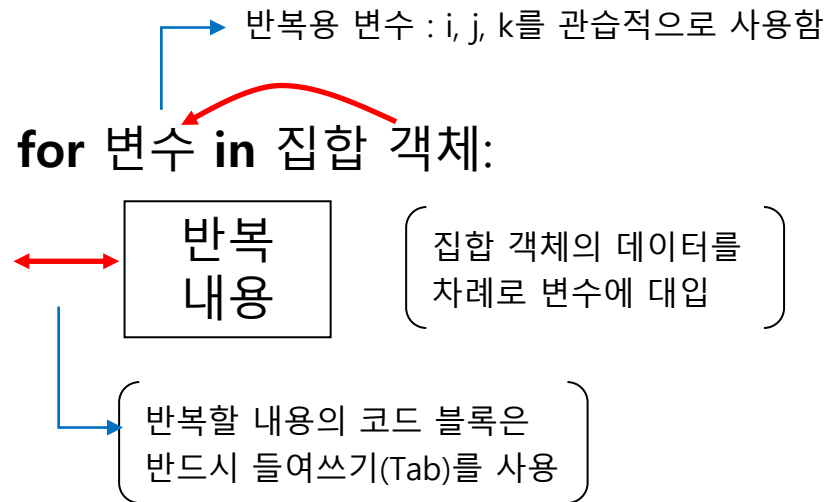 반복용 변수 : i, j, k를 관습적으로 사용함
for 변수 in 집합 객체:
반복
내용
집합 객체의 데이터를
차례로 변수에 대입
반복할 내용의 코드 블록은
반드시 들여쓰기(Tab)를 사용